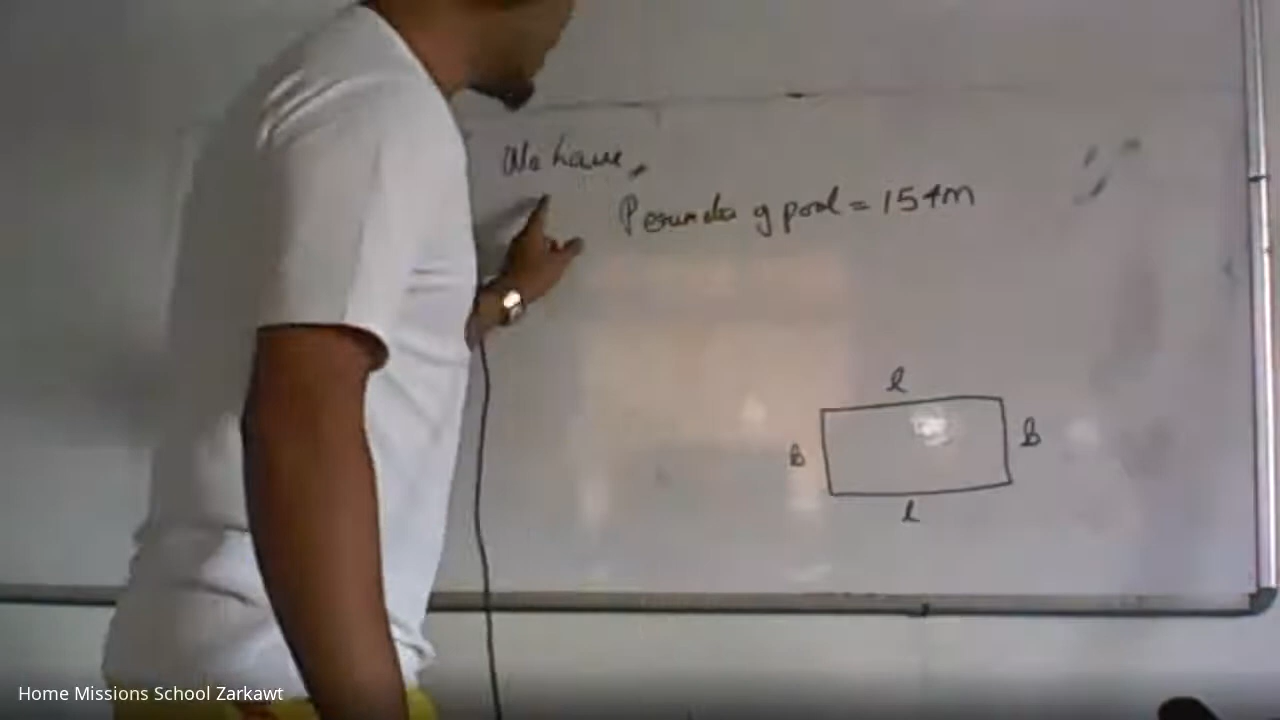 We have,
Perimeter of pool = 154m
l
b
b
l
Home Missions School Zarkawt